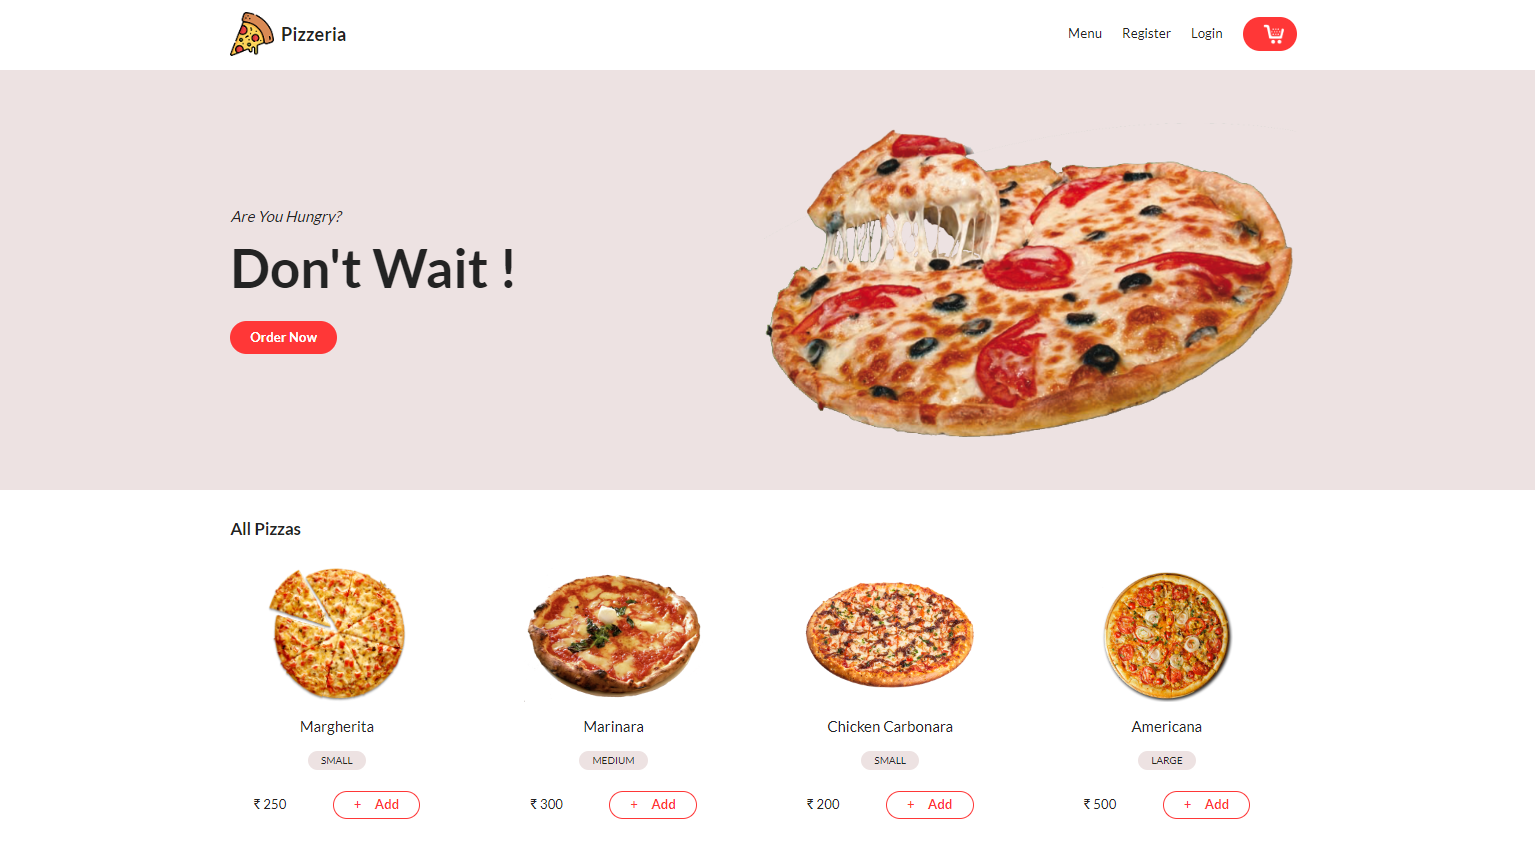 Pizzeria
Menu Register Login
Are You Hungry?
Don't Wait !
Order Now
All Pizzas
Margherita
SMALL
₹ 250 + Add
Marinara
MEDIUM
₹ 300 + Add
Chicken Carbonara
SMALL
₹ 200 + Add
Americana
LARGE
₹ 500 + Add